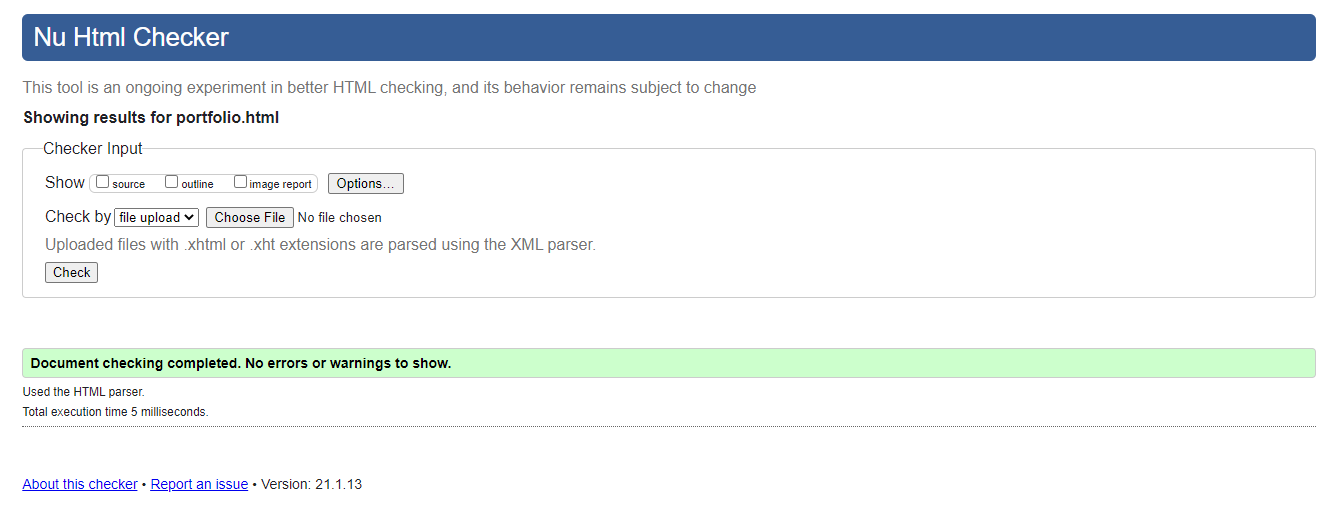 Nu Html Checker
This tool is an ongoing experiment in better HTML checking, and its behavior remains subject to change
Showing results for portfolio.html
Checker Input
Show source outline image report Options...
Check by file upload Choose File No file chosen
Uploaded files with .xhtml or .xht extensions are parsed using the XML parser.
Check
Document checking completed. No errors or warnings to show.
Used the HTML parser.
Total execution time 5 milliseconds.
About this checker • Report an issue • Version: 21.1.13